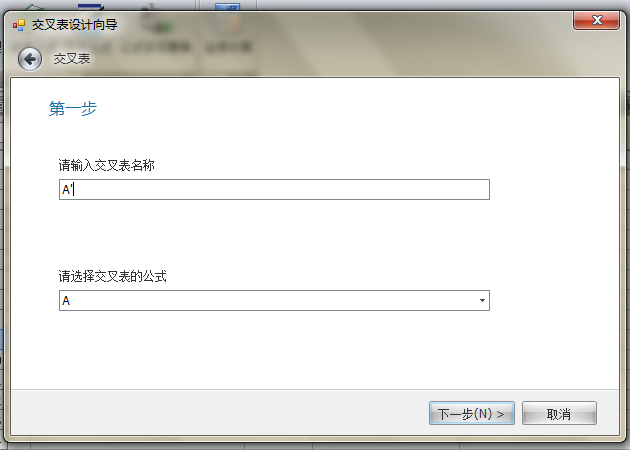 交叉表设计向导
交叉表
第一步
请输入交叉表名称
A'
请选择交叉表的公式
A
下一步(N) >
取消